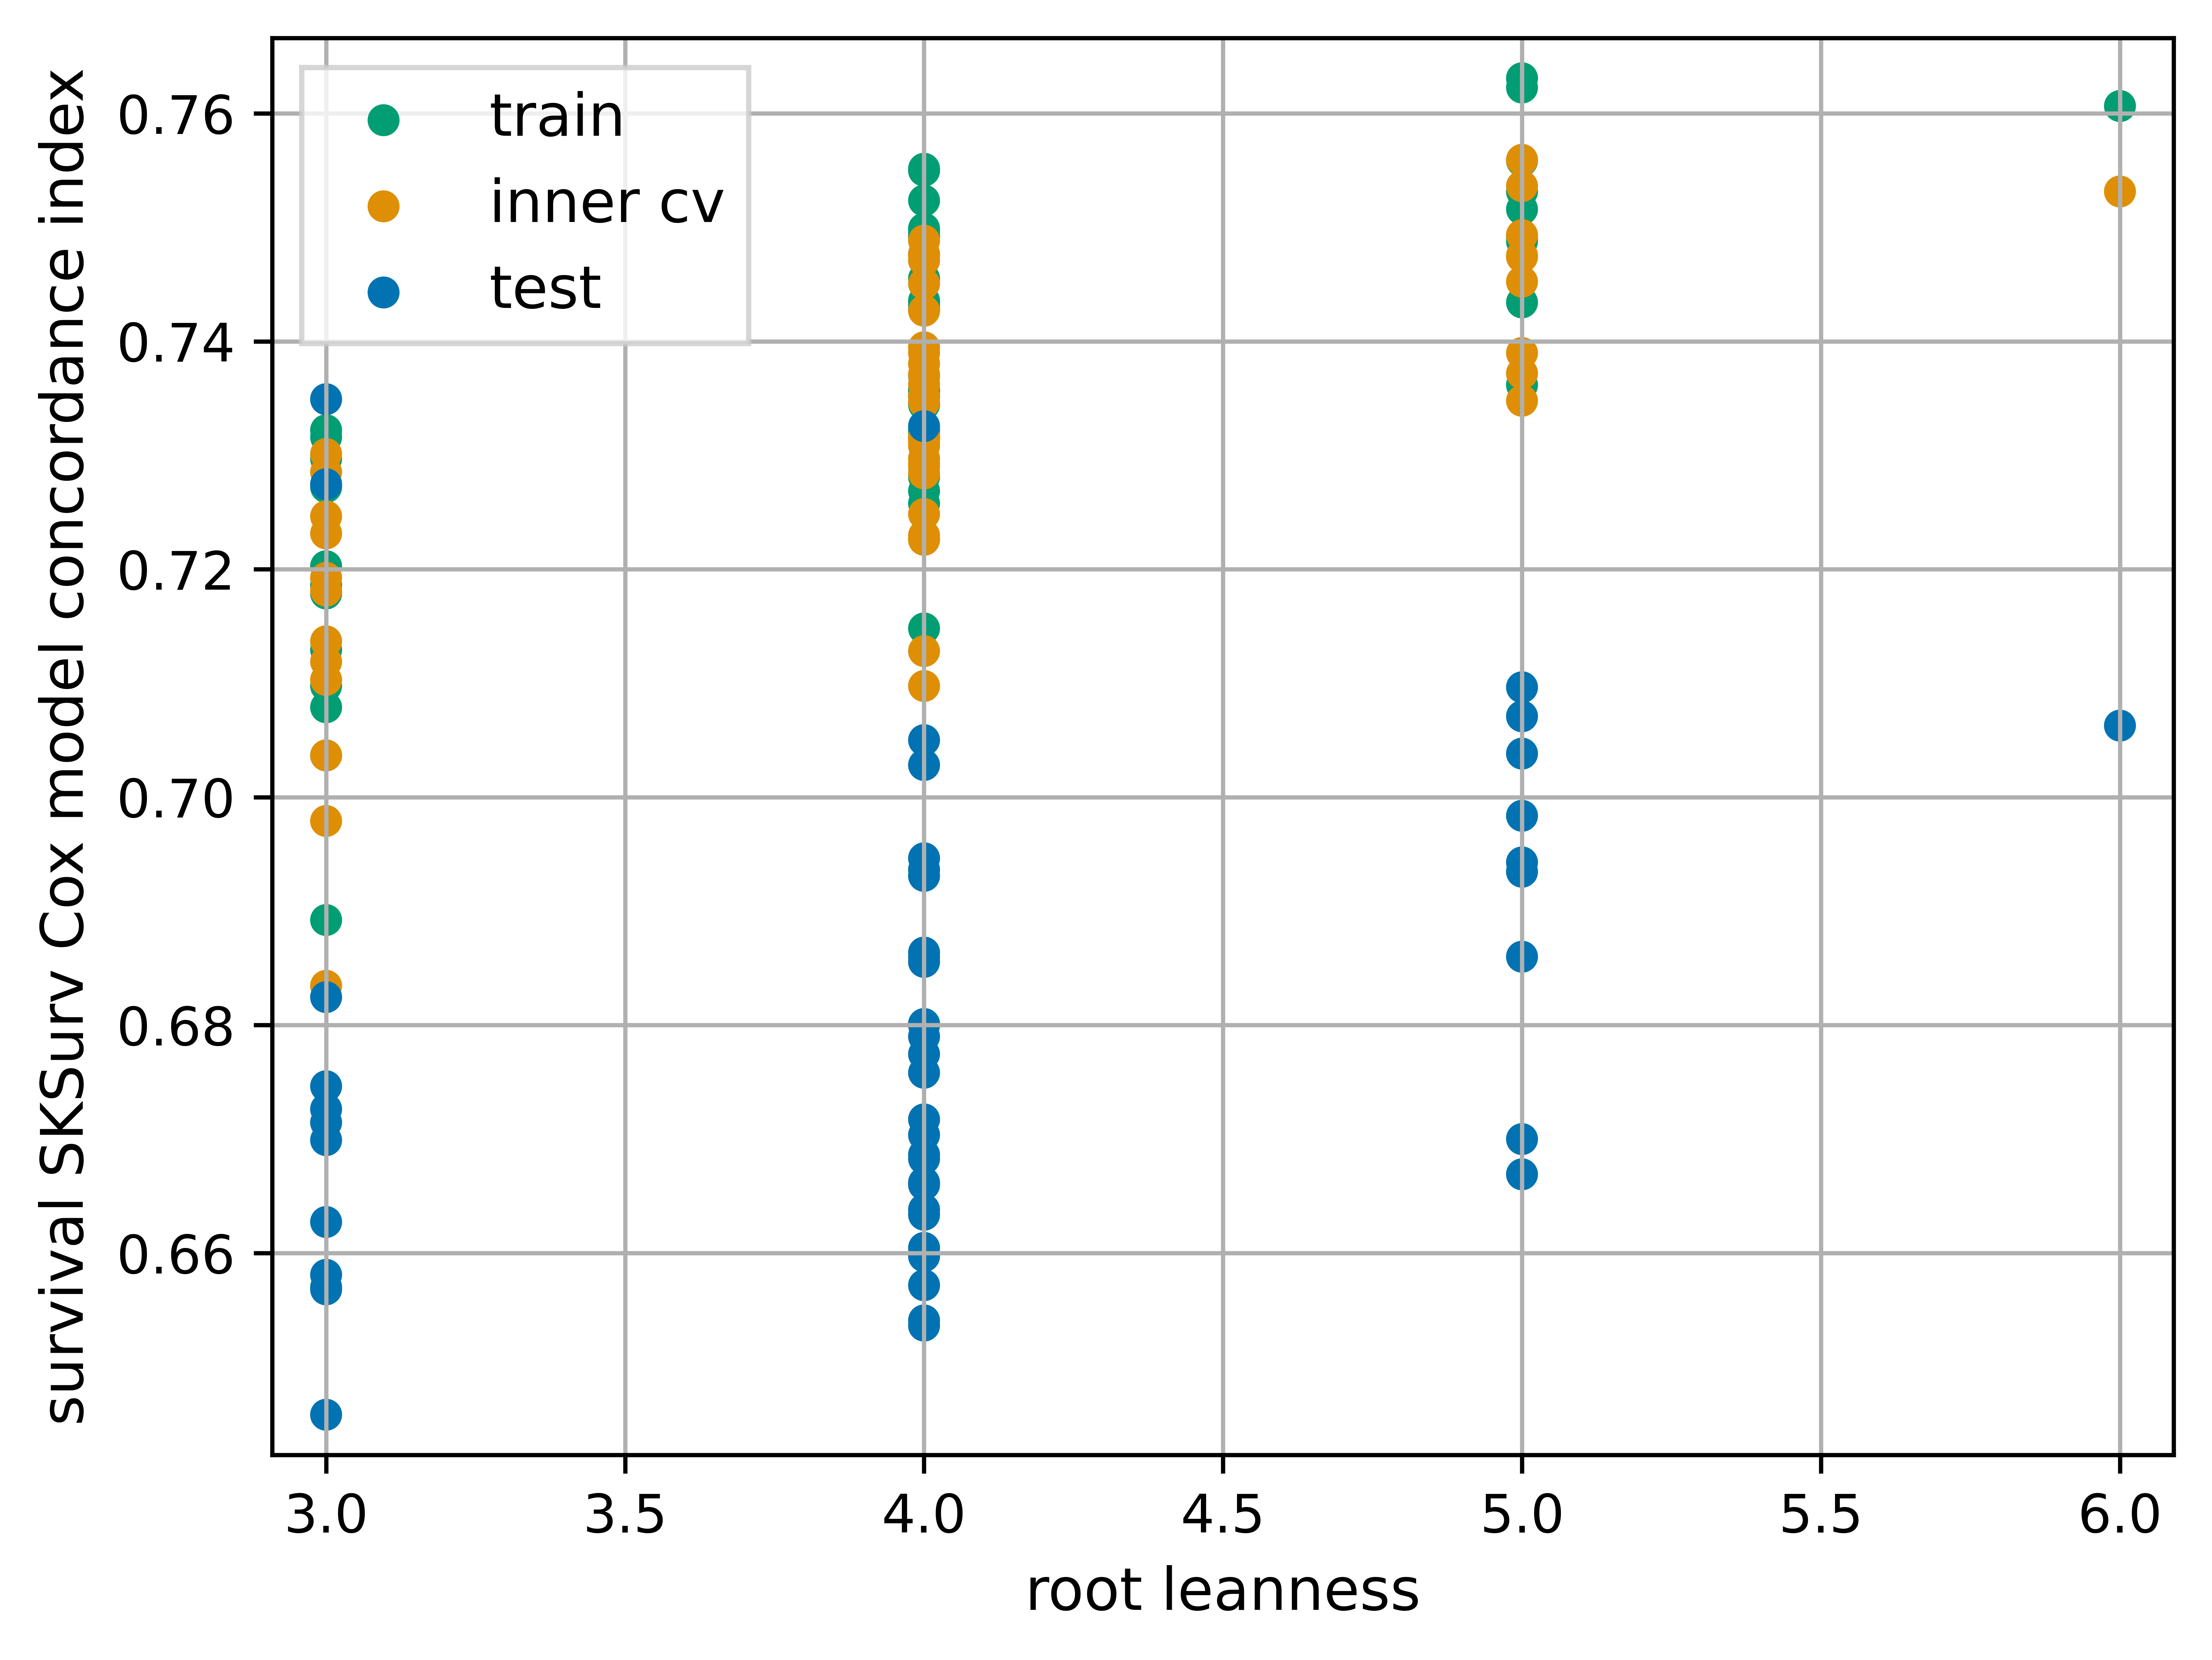 survival SKSurv Cox model concordance index
0.76
0.74
0.72
0.70
0.68
0.66
train
inner cv
test
3.0 3.5 4.0 4.5 5.0 5.5 6.0
root leanness